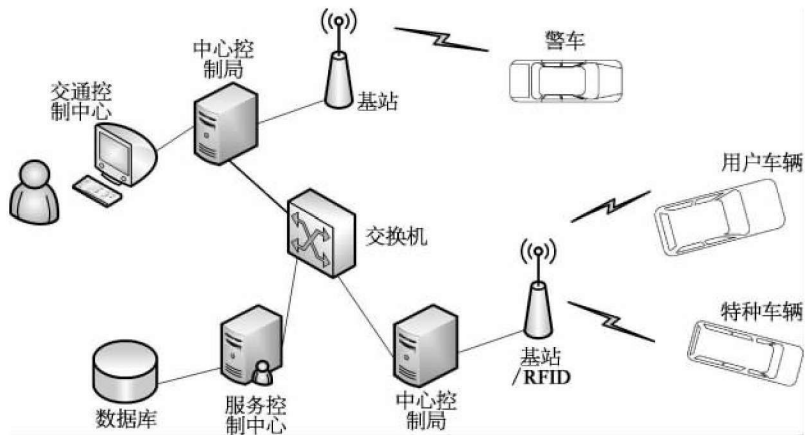 警车
中心控
制局
交通控
制中心
基站
用户车辆
交换机
特种车辆
基站
/RFID
数据库
服务控
制中心
中心控
制局